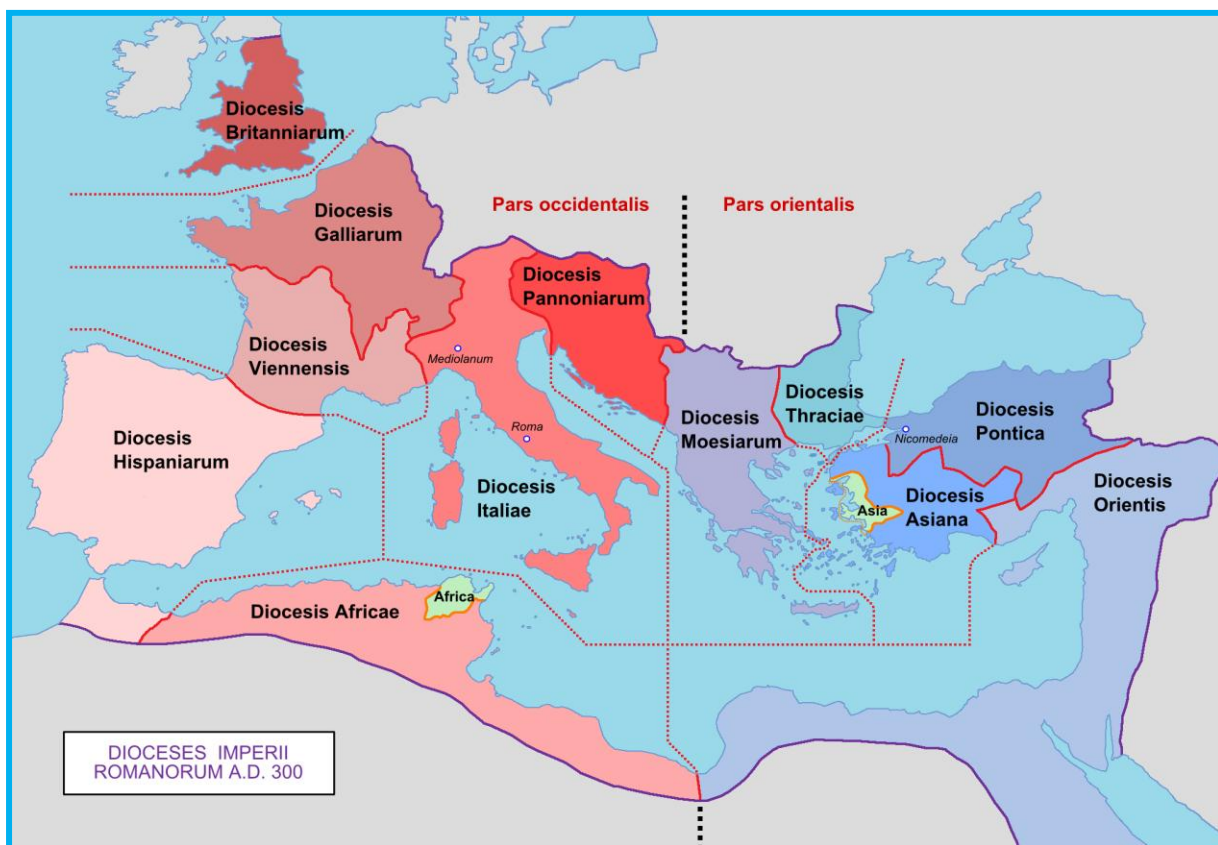 Diocesis
Britanniarum
Pars occidentalis
Pars orientalis
Diocesis
Galliarum
Diocesis
Pannoniarum
Diocesis
Viennensis
Mediolanum
Diocesis
Thraciae
Diocesis
Moesiarum
Diocesis
Pontica
Nicomedeia
Roma
Diocesis
Hispaniarum
Diocesis
Italiae
Diocesis
Orientis
Asia
Diocesis
Asiana
Africa
Diocesis Africae
DIOCESES IMPERII
ROMANORUM A.D. 300